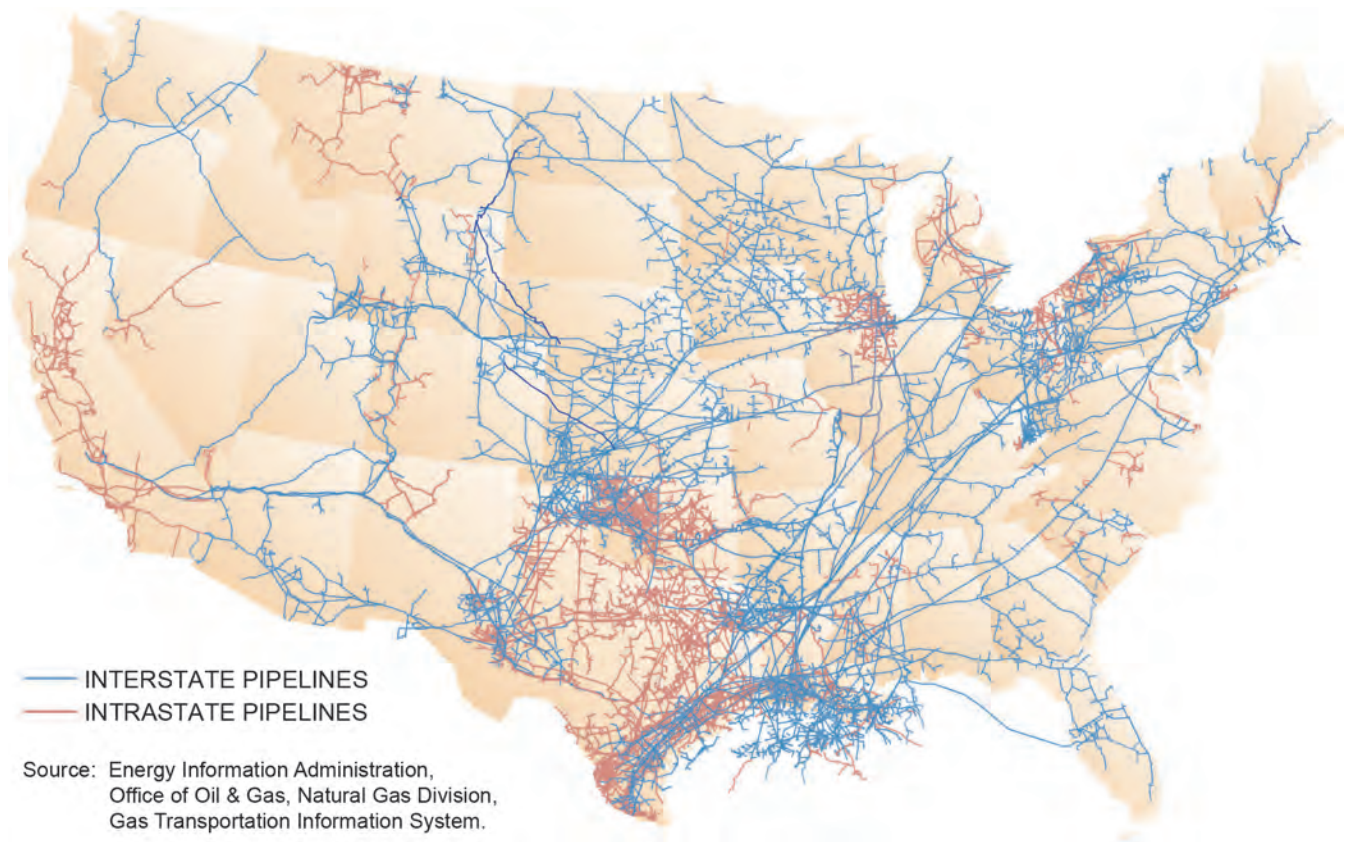 INTERSTATE PIPELINES
INTRASTATE PIPELINES
Source: Energy Information Administration,
Office of Oil & Gas, Natural Gas Division,
Gas Transportation Information System.